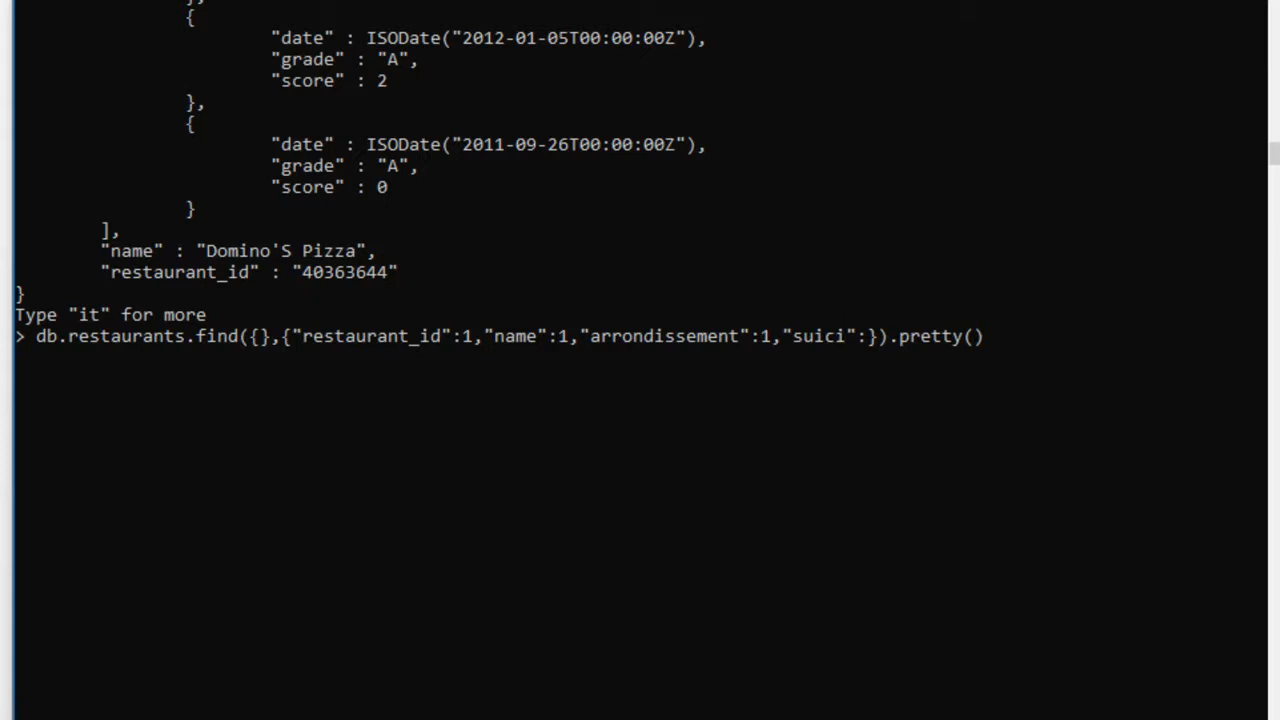 },
{
"date" : ISODate("2012-01-05T00:00:00Z"),
"grade" : "A",
"score" : 2
},
{
"date" : ISODate("2011-09-26T00:00:00Z"),
"grade" : "A",
"score" : 0
}
],
"name" : "Domino'S Pizza",
"restaurant_id" : "40363644"
}
Type "it" for more
> db.restaurants.find({},{"restaurant_id":1,"name":1,"arrondissement":1,"suici":}).pretty()